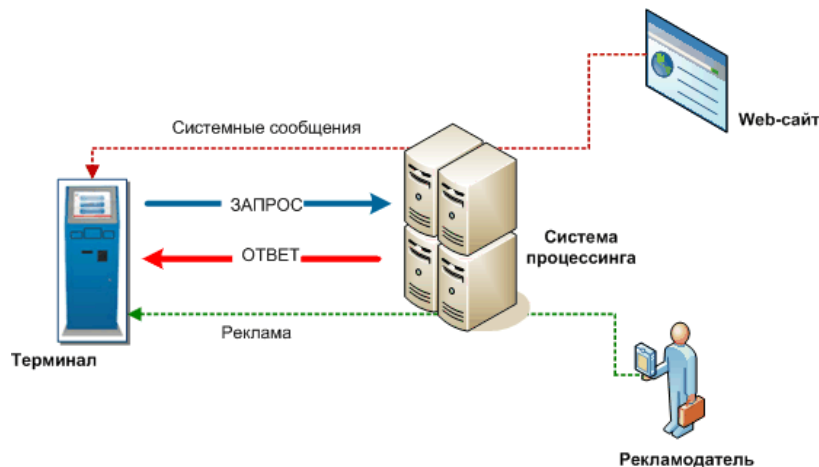 Web-сайт
Системные сообщения
ЗАПРОС
ОТВЕТ
Система
процессинга
Реклама
Терминал
Рекламодатель